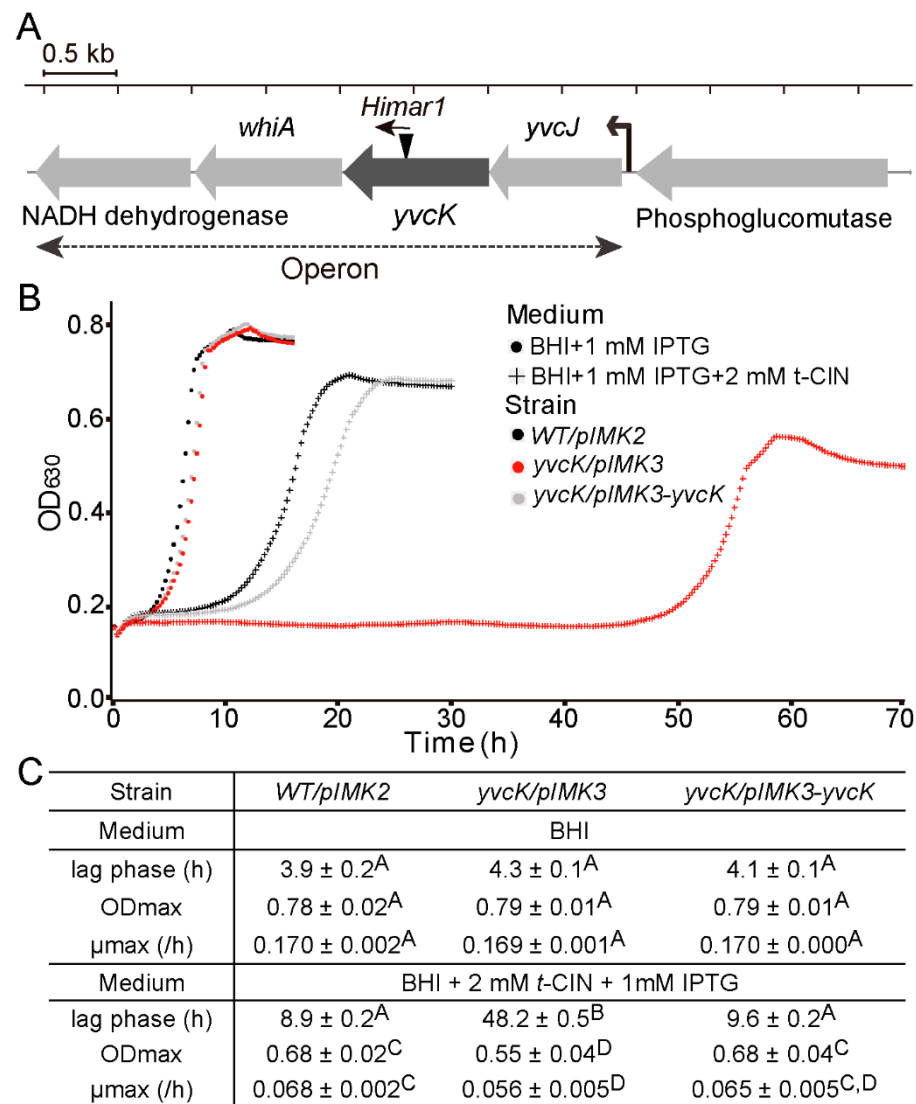 A
0.5 kb
Himar1
whiA
yvcJ
NADH dehydrogenase
yvcK
Phosphoglucomutase
Operon
B
0.8
0.6
0.4
0.2
0.0
OD630
0
10
20
30
40
50
60
70
Time (h)
Medium
BHI+1 mM IPTG
BHI+1 mM IPTG+2 mM t-CIN
Strain
WT/pIMK2
yvcK/pIMK3
yvcK/pIMK3-yvcK
C
Strain WT/pIMK2 yvcK/pIMK3 yvcK/pIMK3-yvcK
Medium BHI
lag phase (h) 3.9 ± 0.2A 4.3 ± 0.1A 4.1 ± 0.1A
ODmax 0.78 ± 0.02A 0.79 ± 0.01A 0.79 ± 0.01A
µmax (/h) 0.170 ± 0.002A 0.169 ± 0.001A 0.170 ± 0.000A
Medium BHI + 2 mM t-CIN + 1mM IPTG
lag phase (h) 8.9 ± 0.2A 48.2 ± 0.5B 9.6 ± 0.2A
ODmax 0.68 ± 0.02C 0.55 ± 0.04D 0.68 ± 0.04C
µmax (/h) 0.068 ± 0.002C 0.056 ± 0.005D 0.065 ± 0.005C,D